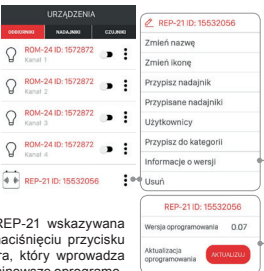 URZĄDZENIA
ODBIORNIKI NADAJNIKI CZUJNIKI
ROM-24 ID: 1572872
Kanał 1
ROM-24 ID: 1572872
Kanał 2
ROM-24 ID: 1572872
Kanał 3
ROM-24 ID: 1572872
Kanał 4
REP-21 ID: 15532056
REP-21 ID: 15532056
Zmień nazwę
Zmień ikonę
Przypisz nadajnik
Przypisane nadajniki
Użytkownicy
Przypisz do kategorii
Informacje o wersji
Usuń
REP-21 ID: 15532056
Wersja oprogramowania 0.07
Aktualizacja
oprogramowania
AKTUALIZUJ
REP-21 wskazywana
naciśnięciu przycisku
który wprowadza